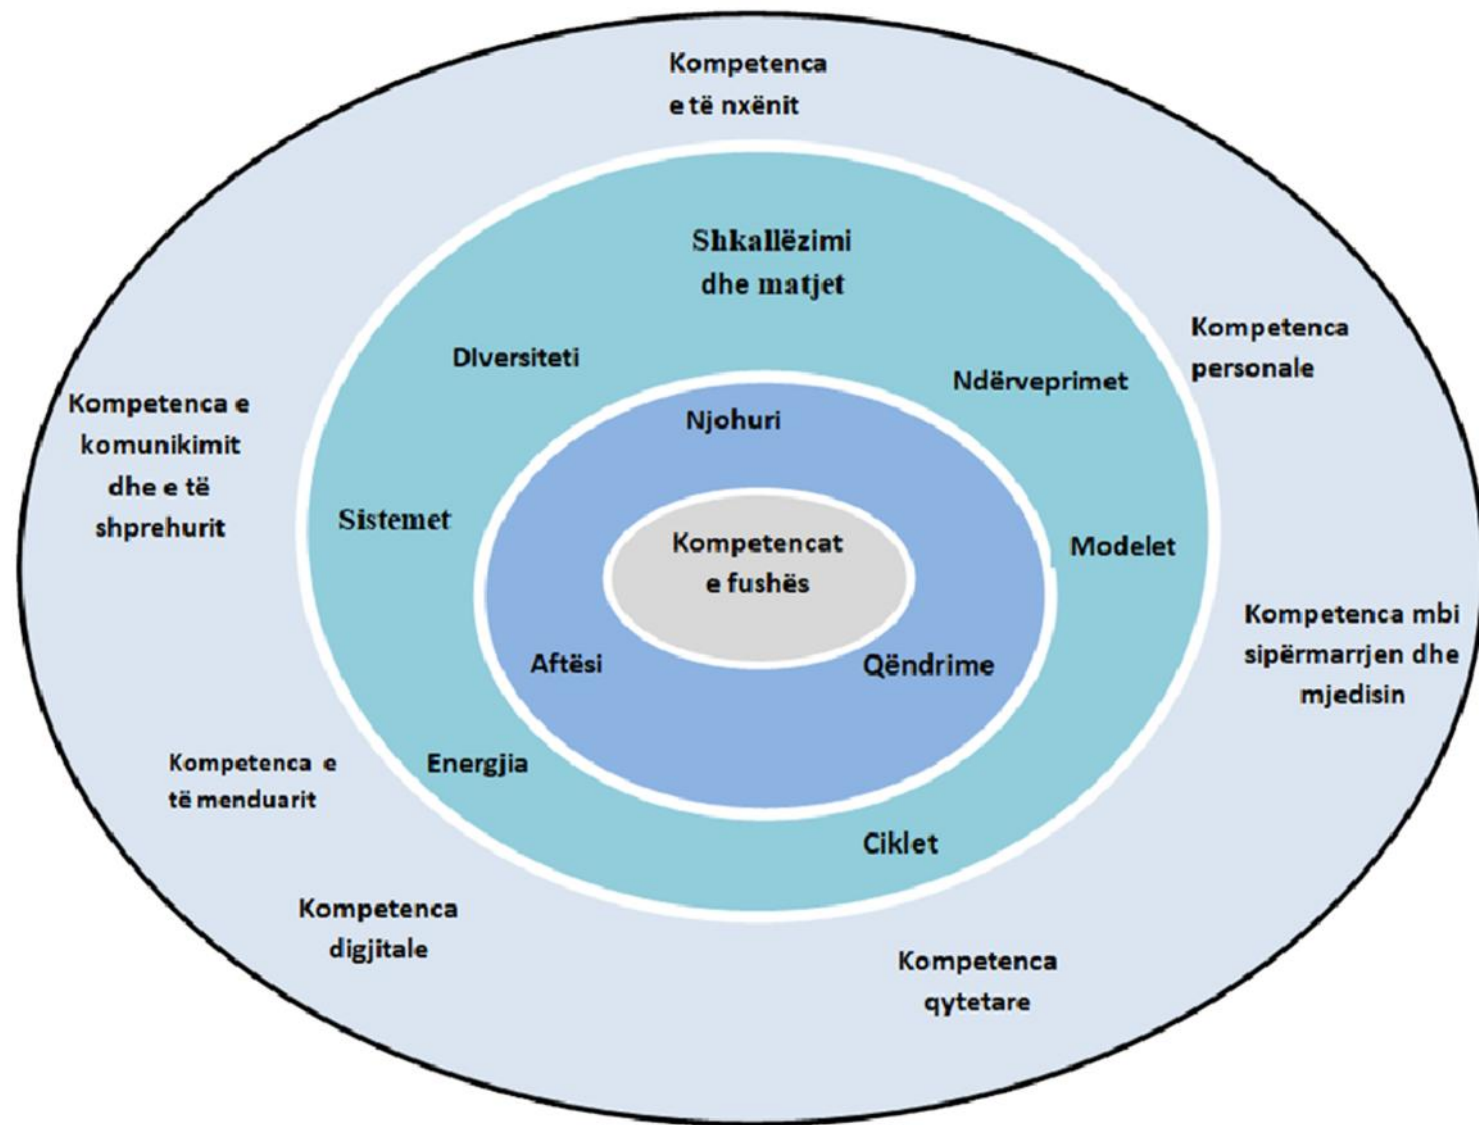 Kompetenca
e të nxënit
Shkallëzimi
dhe matjet
Kompetenca
personale
DIversiteti
Ndërveprimet
Kompetenca e
komunikimit
dhe e të
shprehurit
Njohuri
Sistemet
Kompetencat
e fushës
Modelet
Kompetenca mbi
sipërmarrjen dhe
mjedisin
Aftësi
Qëndrime
Kompetenca e
të menduarit
Energjia
Ciklet
Kompetenca
digjitale
Kompetenca
qytetare